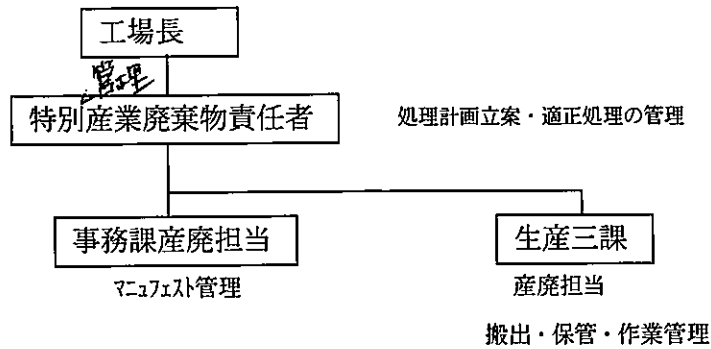 工場長
管理
特別産業廃棄物責任者
処理計画立案・適正処理の管理
事務課産廃担当
マニュフェスト管理
生産三課
産廃担当
搬出・保管・作業管理